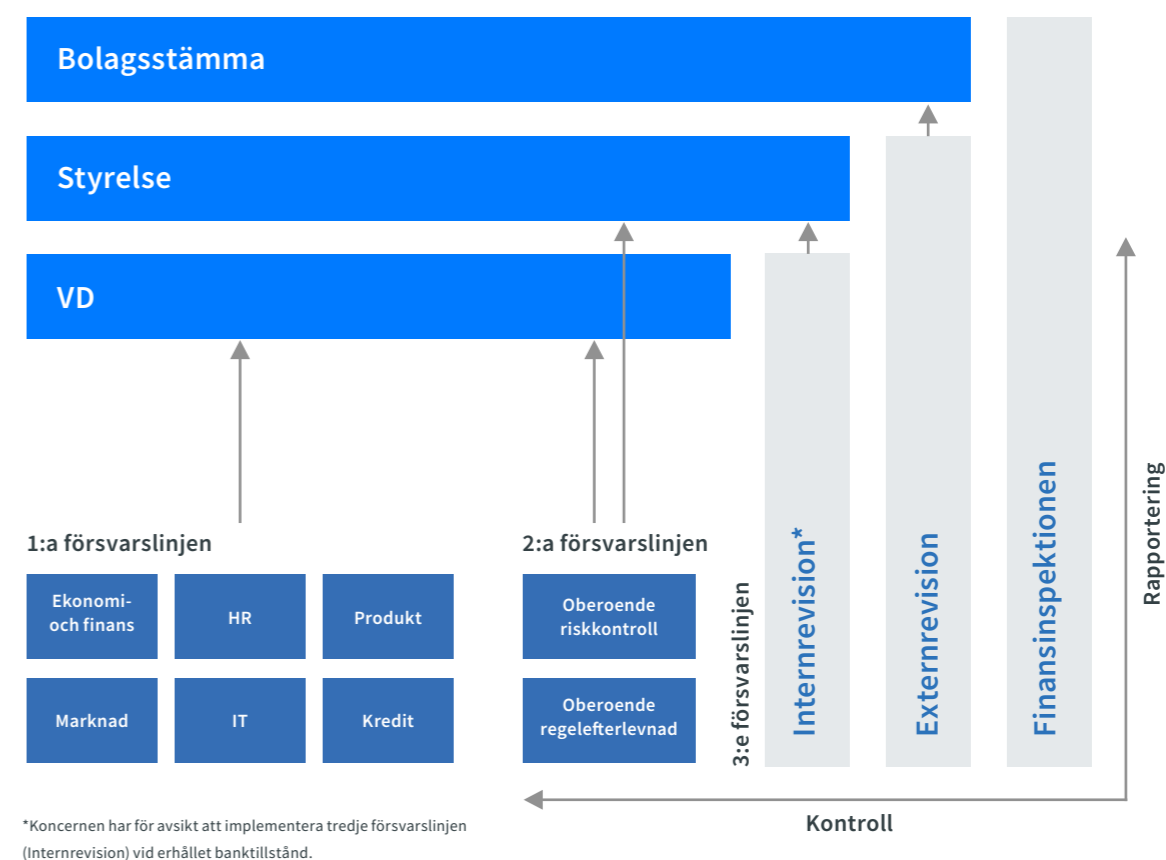 Bolagsstämma
Styrelse
VD
1:a försvarslinjen
Ekonomi-
och finans
HR
Produkt
Marknad
IT
Kredit
2:a försvarslinjen
Oberoende
riskkontroll
Oberoende
regelefterlevnad
3:e försvarslinjen
Internrevision*
Externrevision
Finansinspektionen
Rapportering
Kontroll
*Koncernen har för avsikt att implementera tredje försvarslinjen
(Internrevision) vid erhållet banktillstånd.